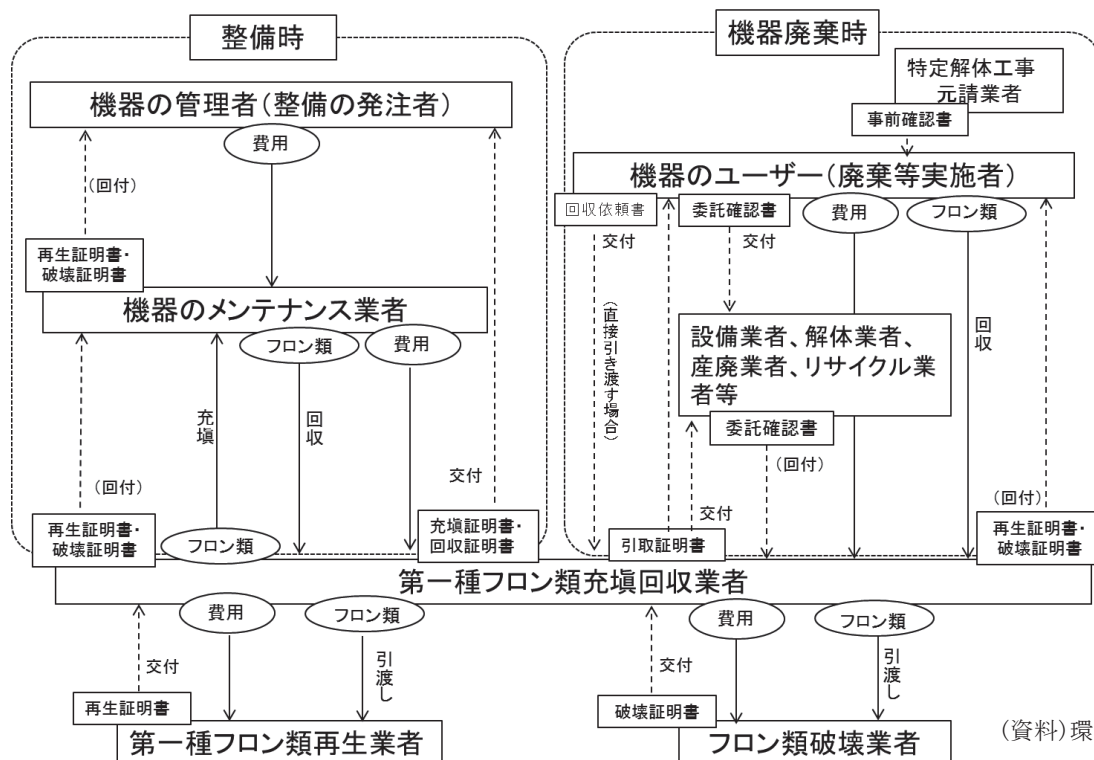 整備時
機器の管理者(整備の発注者)
費用
(回付)
再生証明書・
破壊証明書
機器のメンテナンス業者
フロン類
費用
充塡
回収
(回付)
交付
再生証明書・
破壊証明書
フロン類
充塡証明書・
回収証明書
機器廃棄時
特定解体工事
元請業者
事前確認書
機器のユーザー(廃棄等実施者)
回収依頼書
委託確認書
費用
フロン類
交付
交付
(直接引き渡す場合)
設備業者、解体業者、
産廃業者、リサイクル業
者等
回収
委託確認書
(回付)
交付
引取証明書
(回付)
再生証明書・
破壊証明書
第一種フロン類充塡回収業者
費用
フロン類
交付
引渡し
再生証明書
第一種フロン類再生業者
費用
フロン類
交付
引渡し
破壊証明書
フロン類破壊業者
(資料)環